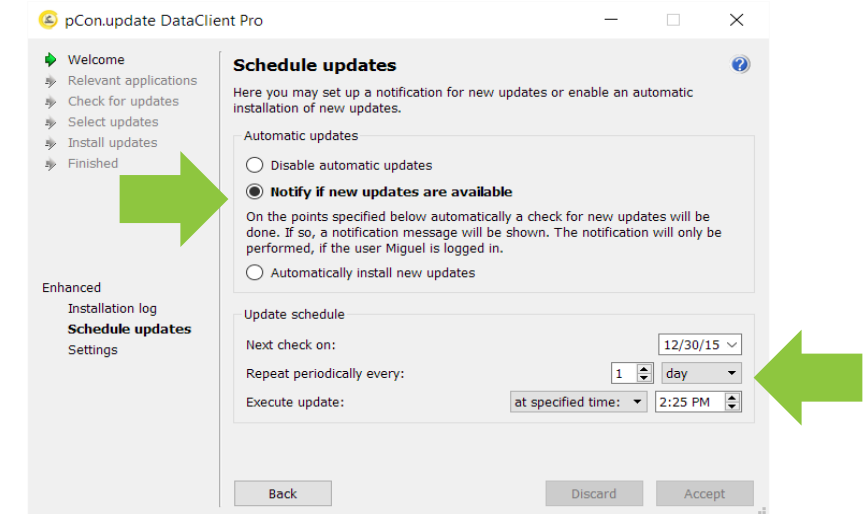 pCon.update DataClient Pro
Welcome
Relevant applications
Check for updates
Select updates
Install updates
Finished
Enhanced
Installation log
Schedule updates
Settings
Schedule updates
Here you may set up a notification for new updates or enable an automatic
installation of new updates.
Automatic updates
Disable automatic updates
Notify if new updates are available
On the points specified below automatically a check for new updates will be
done. If so, a notification message will be shown. The notification will only be
performed, if the user Miguel is logged in.
Automatically install new updates
Update schedule
Next check on: 12/30/15
Repeat periodically every: 1 day
Execute update: at specified time: 2:25 PM
Back Discard Accept